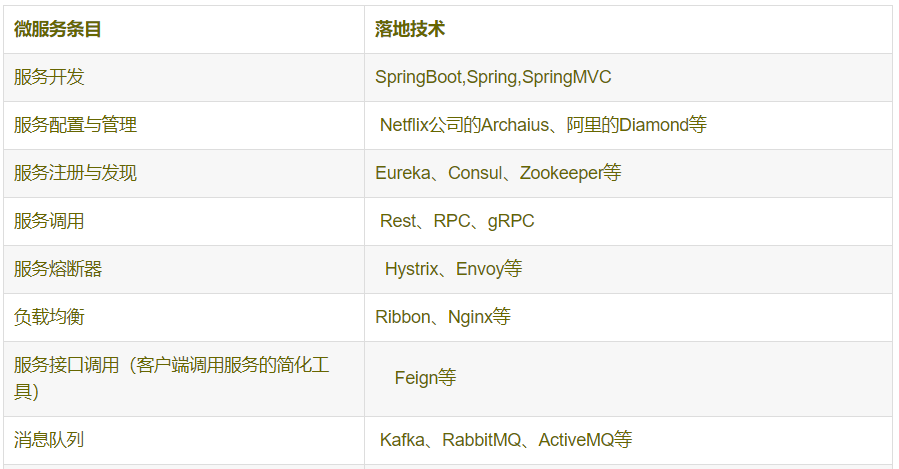 微服务条目 落地技术
服务开发 SpringBoot,Spring,SpringMVC
服务配置与管理 Netflix公司的Archaius、阿里的Diamond等
服务注册与发现 Eureka、Consul、Zookeeper等
服务调用 Rest、RPC、gRPC
服务熔断器 Hystrix、Envoy等
负载均衡 Ribbon、Nginx等
服务接口调用（客户端调用服务的简化工
具） Feign等
消息队列 Kafka、RabbitMQ、ActiveMQ等